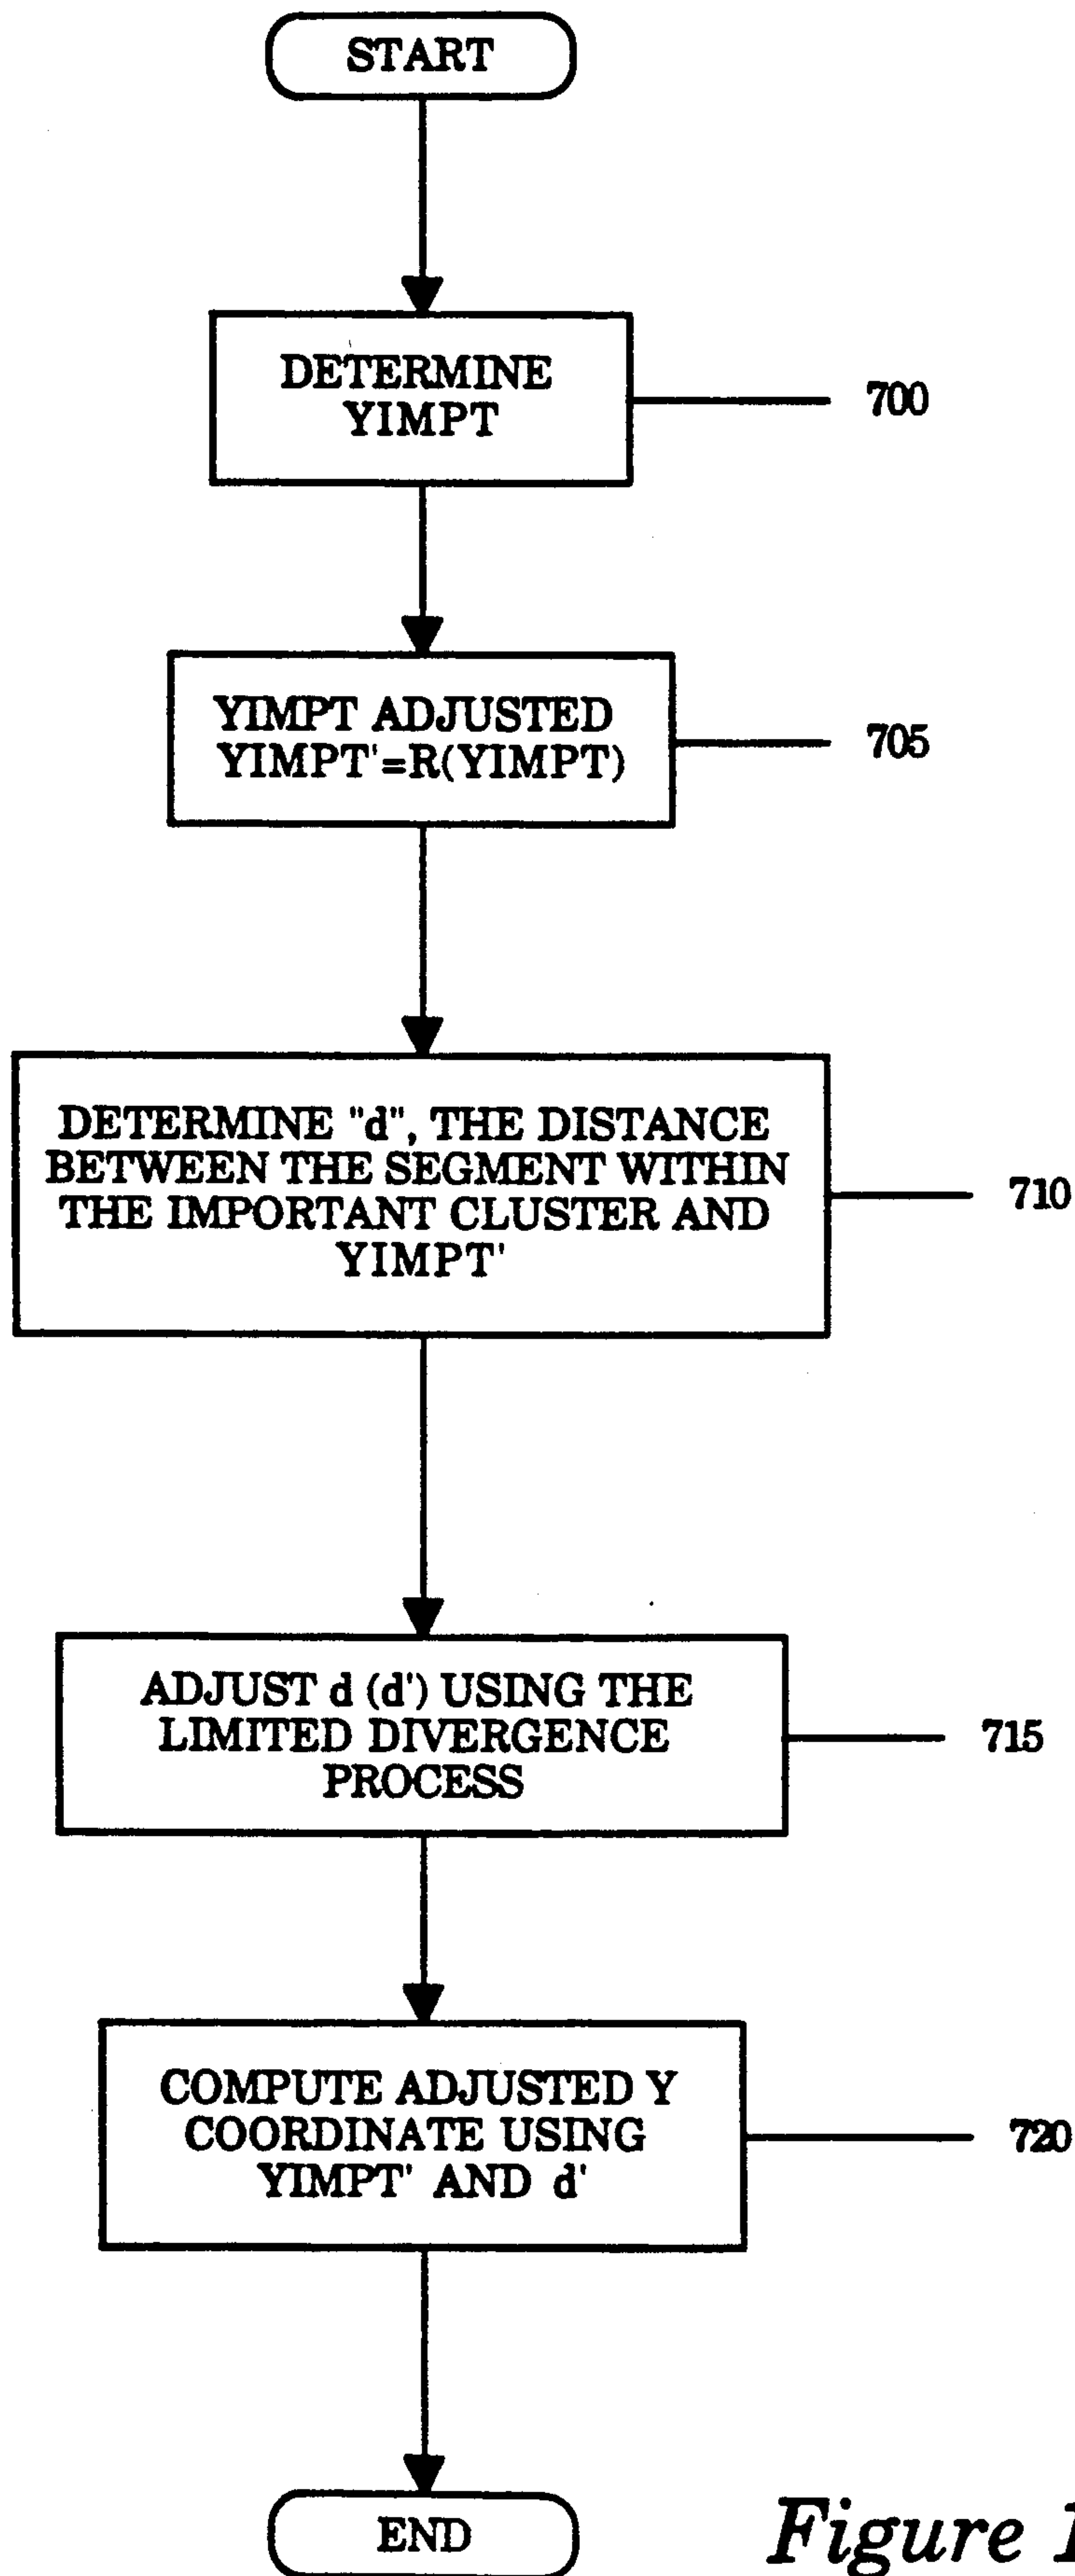 START
DETERMINE
YIMPT
700
YIMPT ADJUSTED
YIMPT'=R(YIMPT)
705
DETERMINE "d", THE DISTANCE
BETWEEN THE SEGMENT WITHIN
THE IMPORTANT CLUSTER AND
YIMPT'
710
ADJUST d (d') USING THE
LIMITED DIVERGENCE
PROCESS
715
COMPUTE ADJUSTED Y
COORDINATE USING
YIMPT' AND d'
720
END
Figure